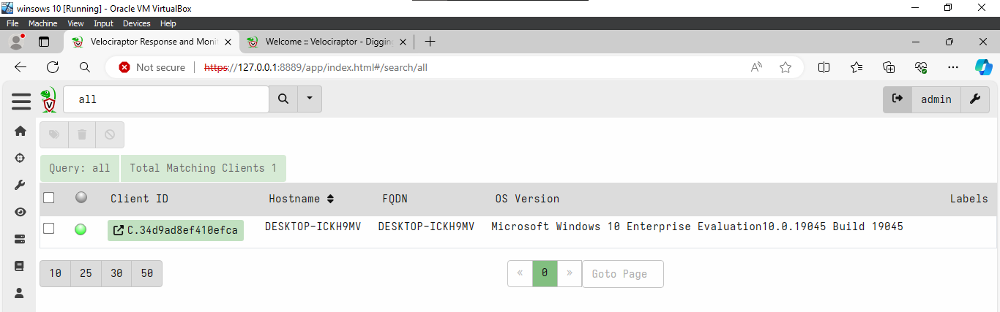 winsows 10 [Running] - Oracle VM VirtualBox
File Machine View Input Devices Help
Velociraptor Response and Monit
Welcome :: Velociraptor - Digging
Not secure https://127.0.0.1:8889/app/index.html#/search/all
all
admin
Query: all Total Matching Clients 1
Client ID Hostname FQDN OS Version Labels
C.34d9ad8ef410efca DESKTOP-ICKH9MV DESKTOP-ICKH9MV Microsoft Windows 10 Enterprise Evaluation10.0.19045 Build 19045
10 25 30 50 « 0 » Goto Page